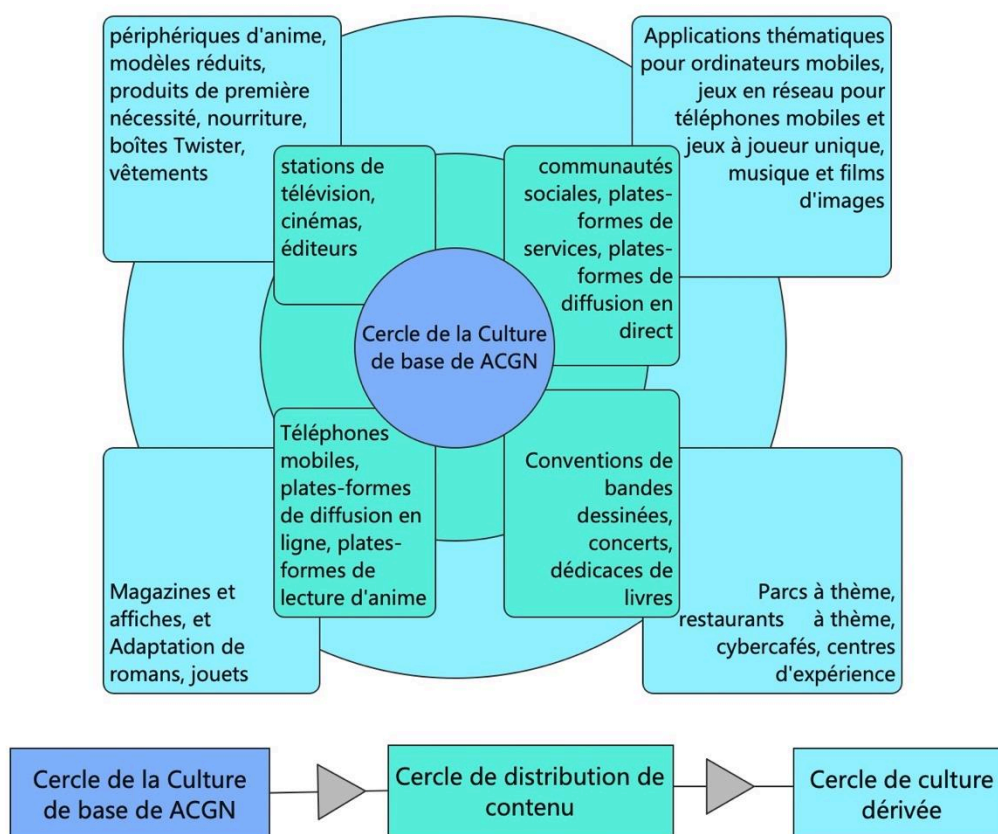 périphériques d'anime,
modèles réduits,
produits de première
nécessité, nourriture,
boîtes Twister,
vêtements
Applications thématiques
pour ordinateurs mobiles,
jeux en réseau pour
téléphones mobiles et
jeux à joueur unique,
musique et films
d'images
stations de
télévision,
cinémas,
éditeurs
communautés
sociales, plates-
formes de
services, plates-
formes de
diffusion en
direct
Cercle de la Culture
de base de ACGN
Téléphones
mobiles,
plates-formes
de diffusion en
ligne, plates-
formes de
lecture d'anime
Conventions de
bandes
dessinées,
concerts,
dédicaces de
livres
Magazines et
affiches, et
Adaptation de
romans, jouets
Parcs à thème,
restaurants à thème,
cybercafés, centres
d'expérience
Cercle de la Culture
de base de ACGN
Cercle de distribution de
contenu
Cercle de culture
dérivée